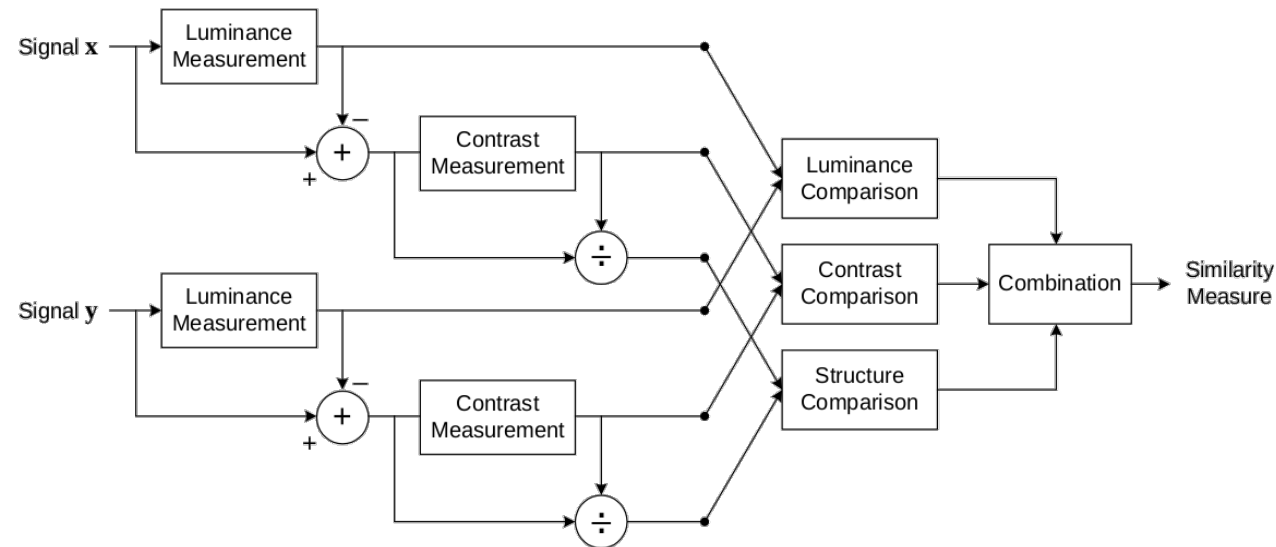 Signal x
Luminance
Measurement
−
+
+
Contrast
Measurement
÷
Signal y
Luminance
Measurement
−
+
+
Contrast
Measurement
÷
Luminance
Comparison
Contrast
Comparison
Structure
Comparison
Combination
Similarity
Measure